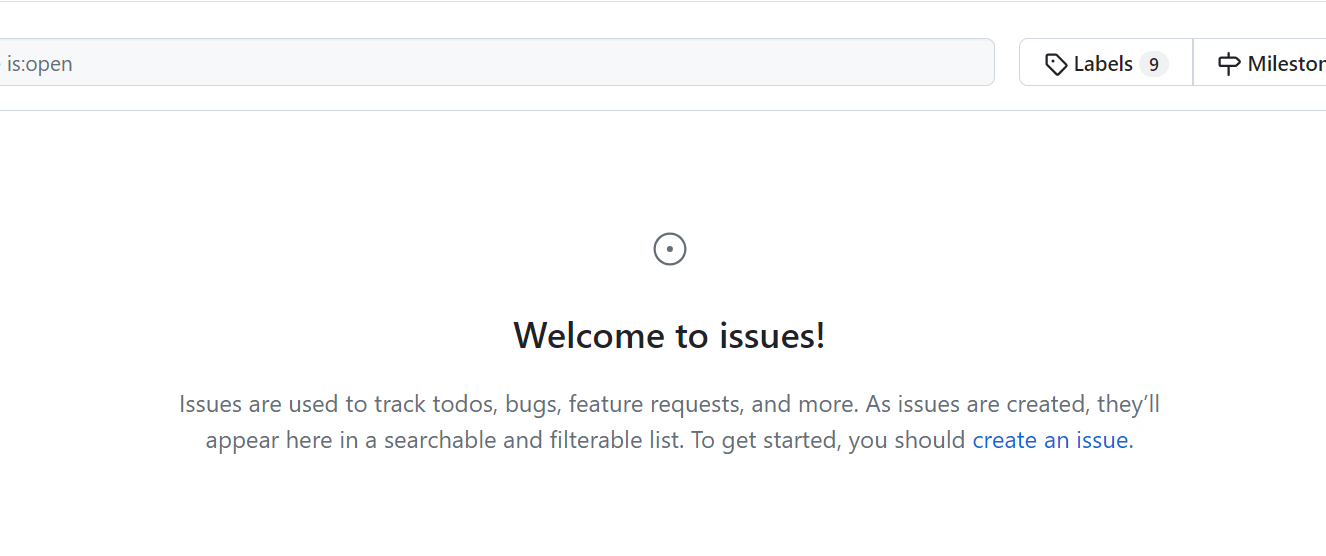 is:open
Labels 9
Mileston
Welcome to issues!
Issues are used to track todos, bugs, feature requests, and more. As issues are created, they’ll
appear here in a searchable and filterable list. To get started, you should create an issue.